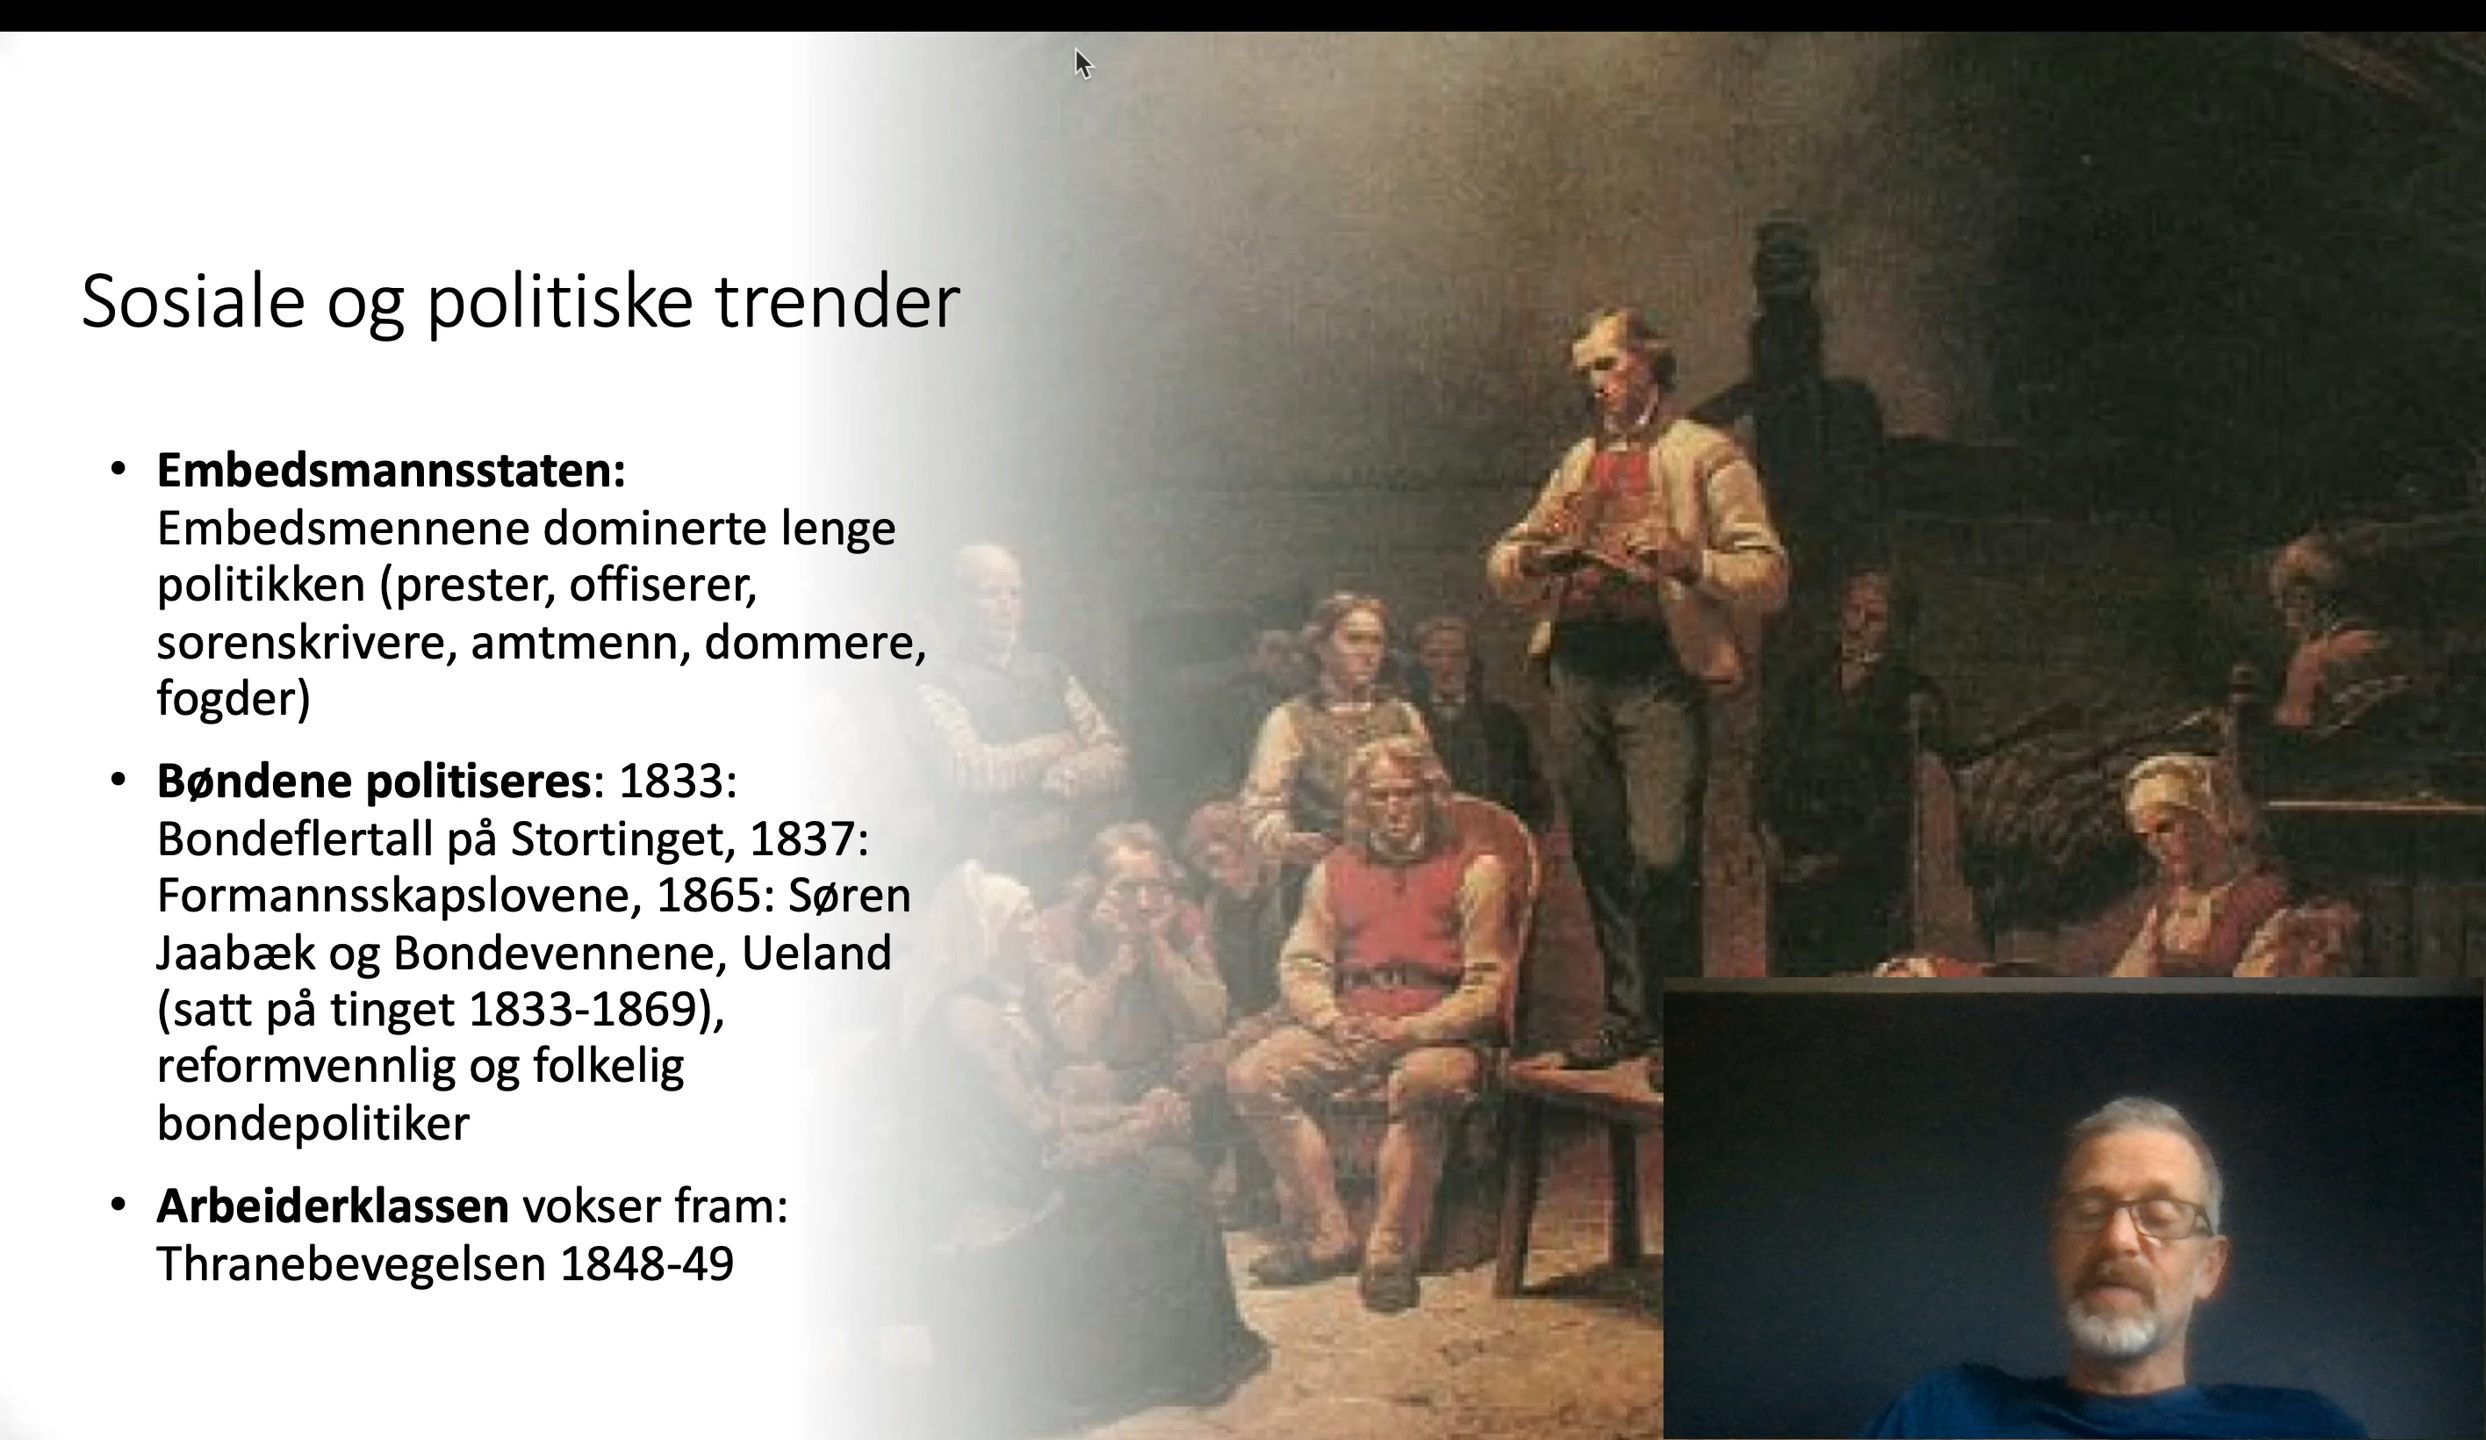 Sosiale og politiske trender
• Embedsmannsstaten:
Embedsmennene dominerte lenge
politikken (prester, offiserer,
sorenskrivere, amtmenn, dommere,
fogder)
• Bøndene politiseres: 1833:
Bondeflertall på Stortinget, 1837:
Formannsskapslovene, 1865: Søren
Jaabæk og Bondevennene, Ueland
(satt på tinget 1833-1869),
reformvennlig og folkelig
bondepolitiker
• Arbeiderklassen vokser fram:
Thranebevegelsen 1848-49